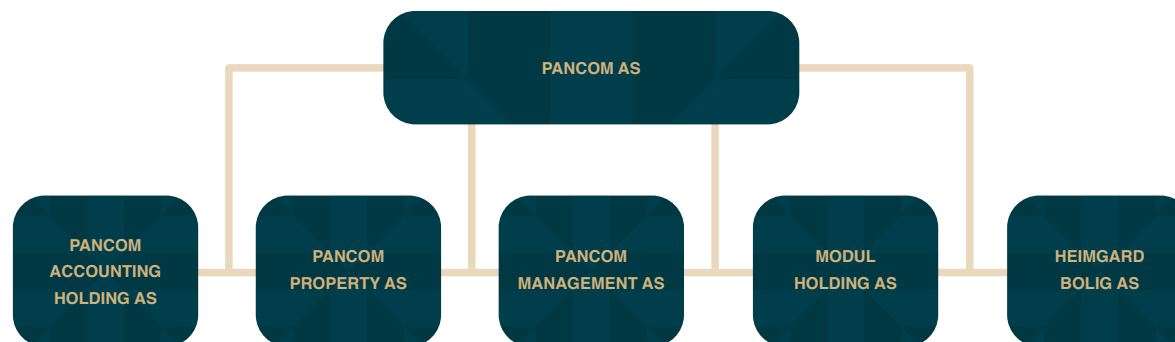 PANCOM AS
PANCOM
ACCOUNTING
HOLDING AS
PANCOM
PROPERTY AS
PANCOM
MANAGEMENT AS
MODUL
HOLDING AS
HEIMGARD
BOLIG AS